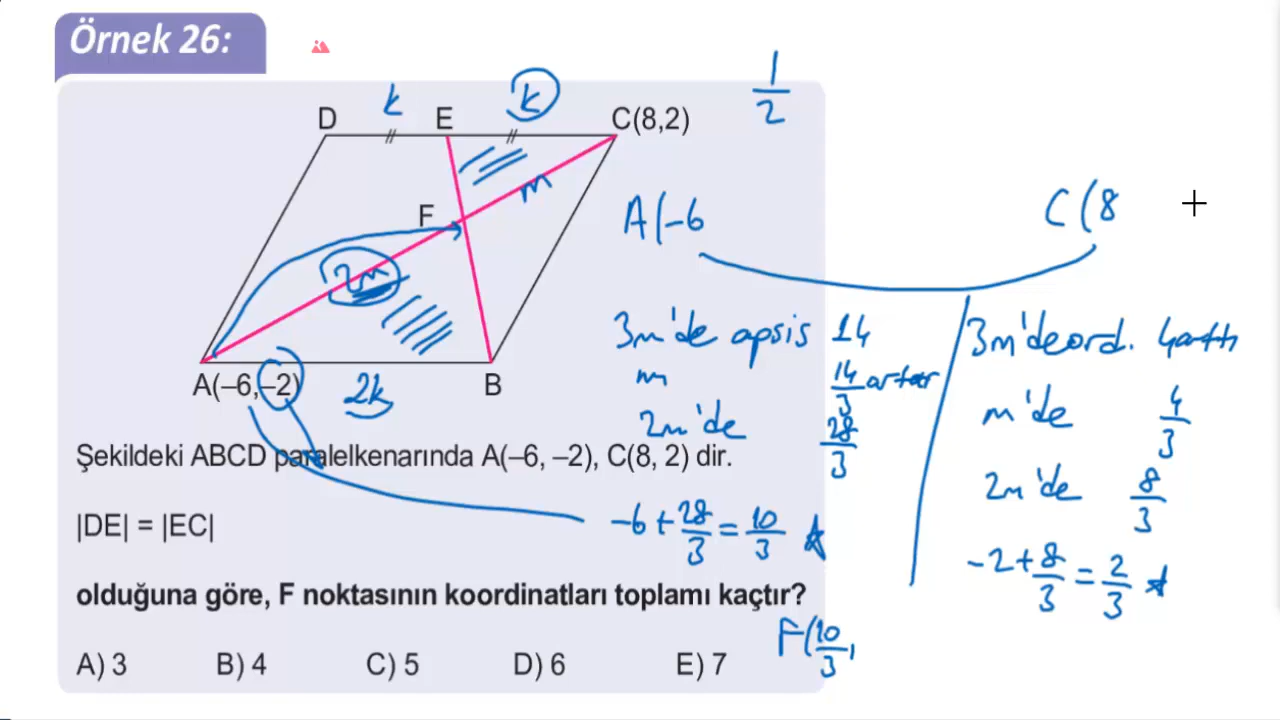 Örnek 26:
1/2
k k
D E C(8,2)
m
F
A(-6 C(8
2m
3m'de apsis 14
3m'de ord. 4 arttı
m 14/3 artar
m'de 4/3
A(–6,–2) 2k B
2m'de 28/3
2m'de 8/3
Şekildeki ABCD paralelkenarında A(–6, –2), C(8, 2) dir.
|DE| = |EC|
-6 + 28/3 = 10/3
-2 + 8/3 = 2/3
olduğuna göre, F noktasının koordinatları toplamı kaçtır?
F(10/3,
A) 3 B) 4 C) 5 D) 6 E) 7